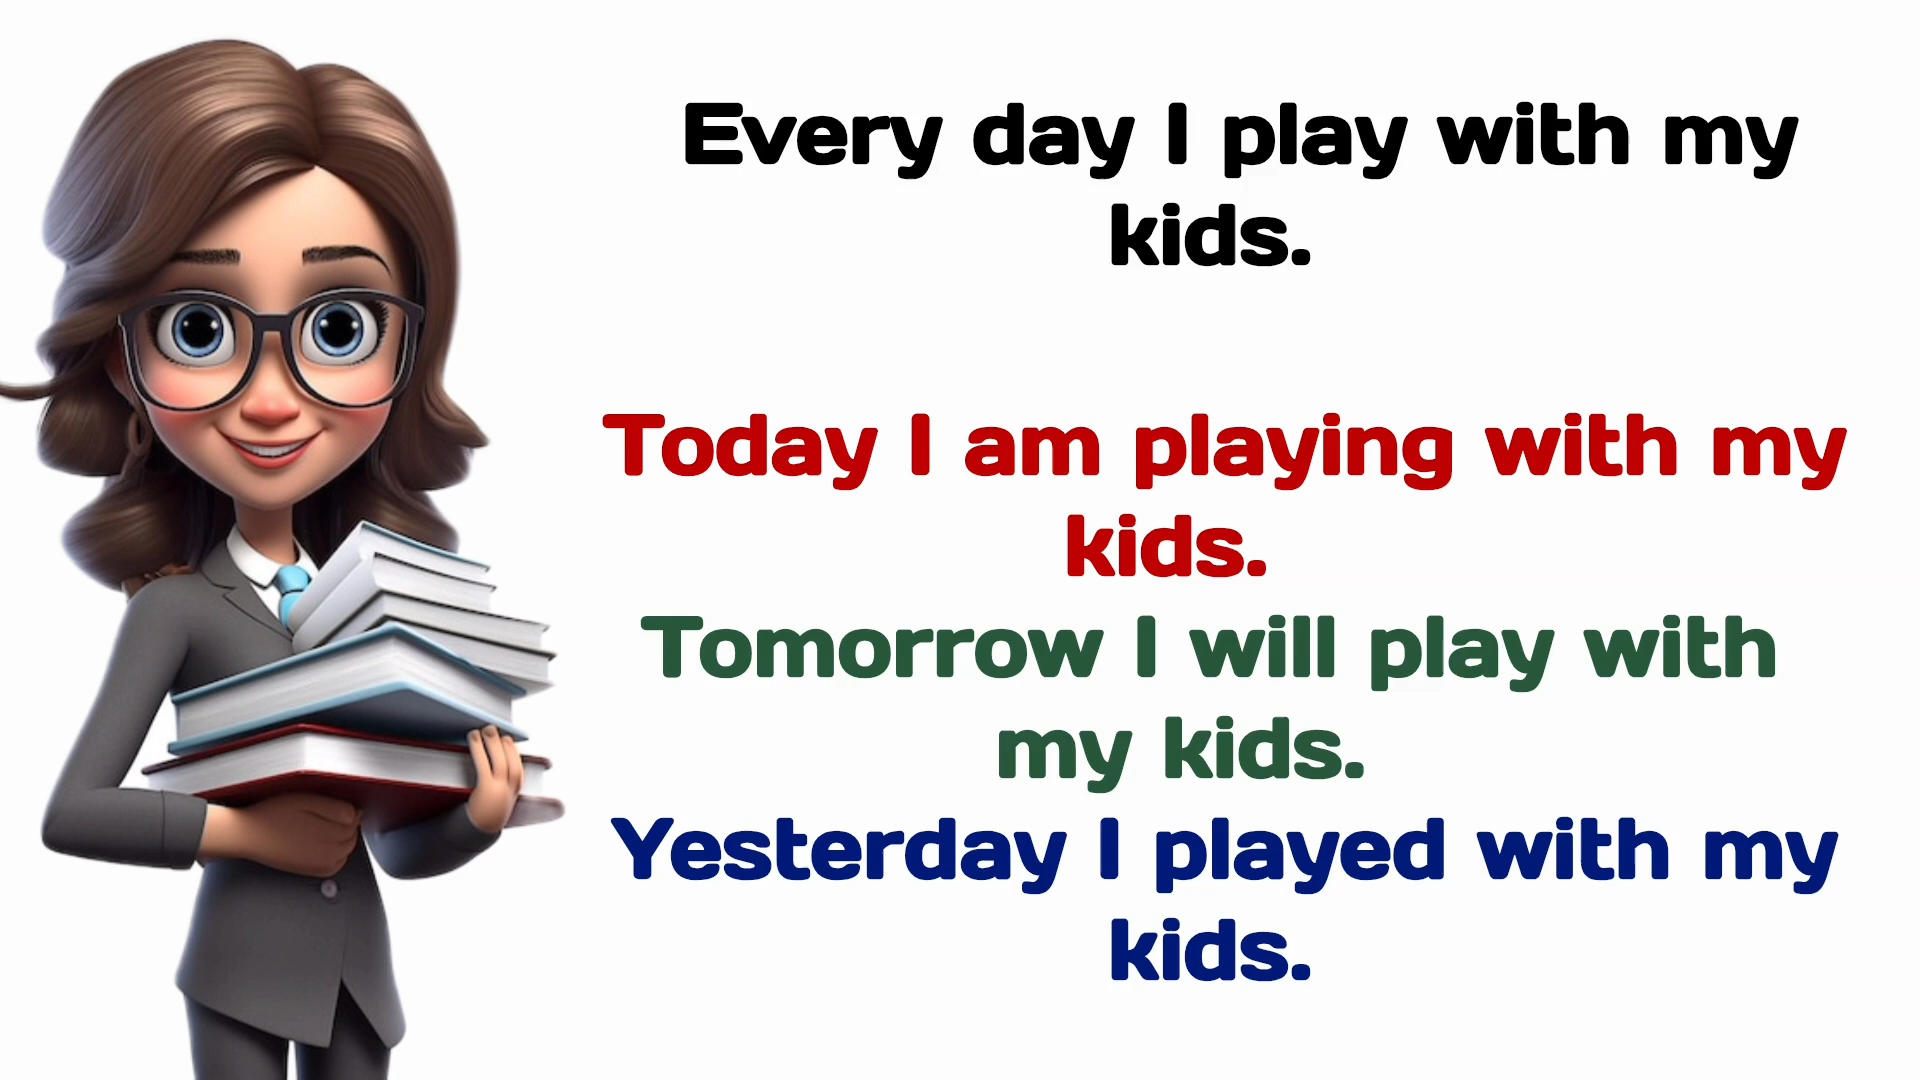 Every day I play with my
kids.
Today I am playing with my
kids.
Tomorrow I will play with
my kids.
Yesterday I played with my
kids.